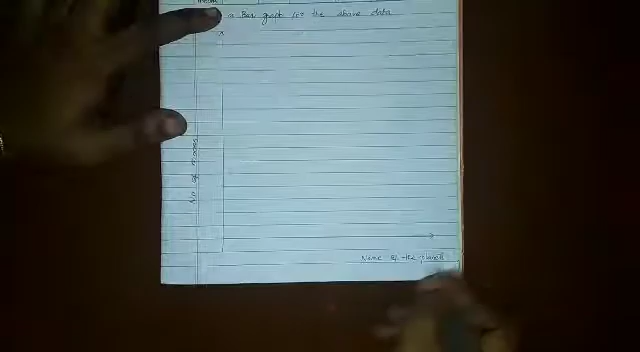 a Bar graph for the above data
No of moons
Name of the planet